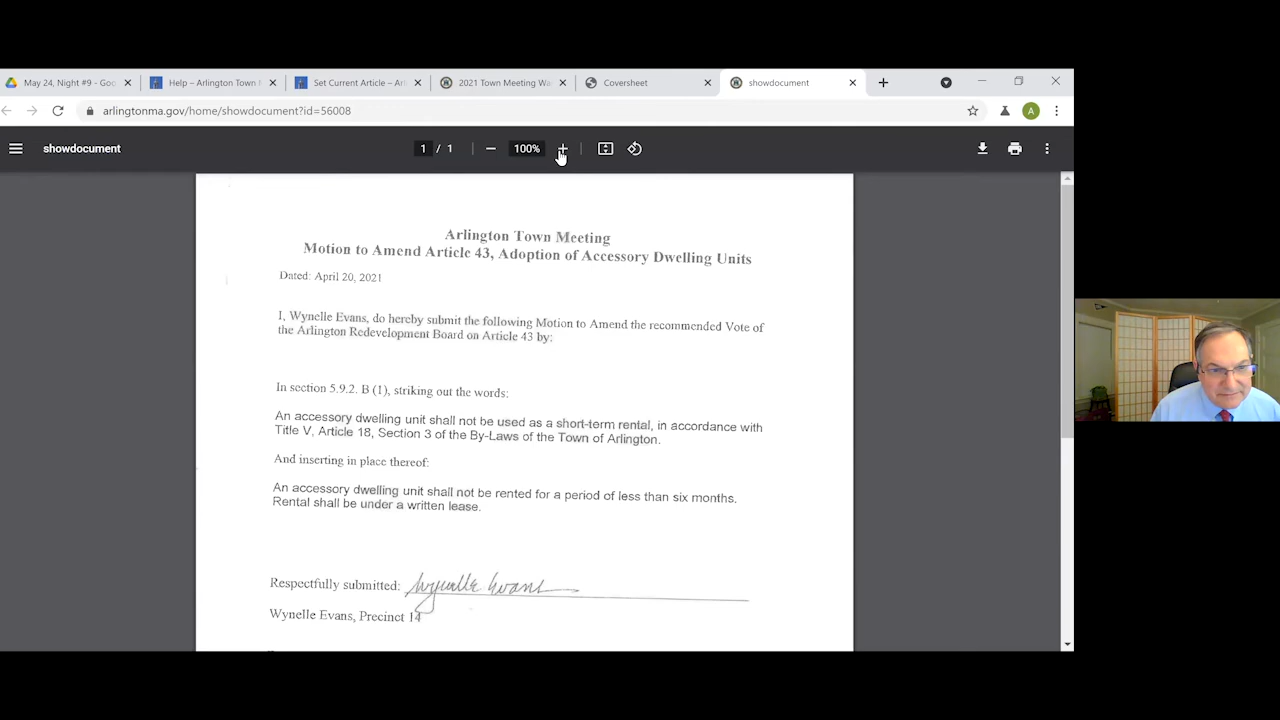 May 24, Night #9 - Goo
Help – Arlington Town
Set Current Article – Arl
2021 Town Meeting Wa
Coversheet
showdocument
arlingtonma.gov/home/showdocument?id=56008
A
showdocument
1 / 1
100%
Arlington Town Meeting
Motion to Amend Article 43, Adoption of Accessory Dwelling Units
Dated: April 20, 2021
I, Wynelle Evans, do hereby submit the following Motion to Amend the recommended Vote of
the Arlington Redevelopment Board on Article 43 by:
In section 5.9.2. B (1), striking out the words:
An accessory dwelling unit shall not be used as a short-term rental, in accordance with
Title V, Article 18, Section 3 of the By-Laws of the Town of Arlington.
And inserting in place thereof:
An accessory dwelling unit shall not be rented for a period of less than six months.
Rental shall be under a written lease.
Respectfully submitted: Wynelle Evans
Wynelle Evans, Precinct 14